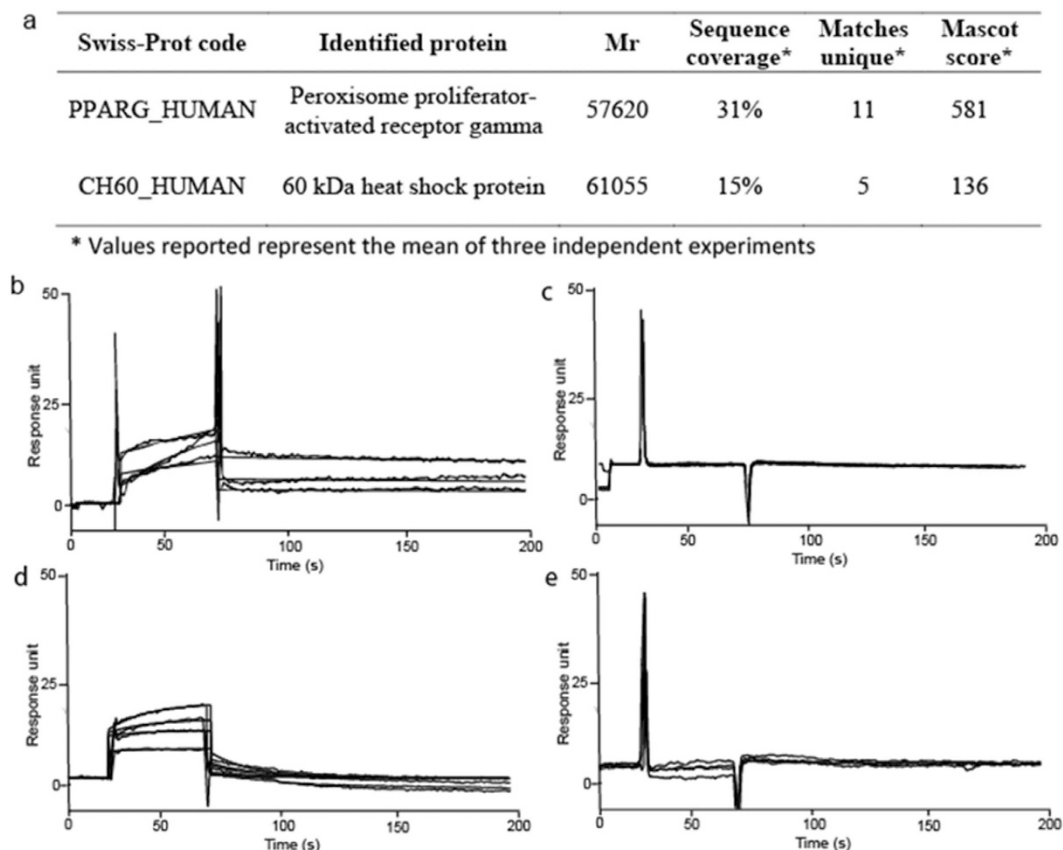 a
Swiss-Prot code Identified protein Mr Sequence coverage* Matches unique* Mascot score*
PPARG_HUMAN Peroxisome proliferator-activated receptor gamma 57620 31% 11 581
CH60_HUMAN 60 kDa heat shock protein 61055 15% 5 136
* Values reported represent the mean of three independent experiments
b
50
25
0
Response unit
0 50 100 150 200
Time (s)
c
50
25
0
Response unit
0 50 100 150 200
Time (s)
d
50
25
0
Response unit
0 50 100 150 200
Time (s)
e
50
25
0
Response unit
0 50 100 150 200
Time (s)